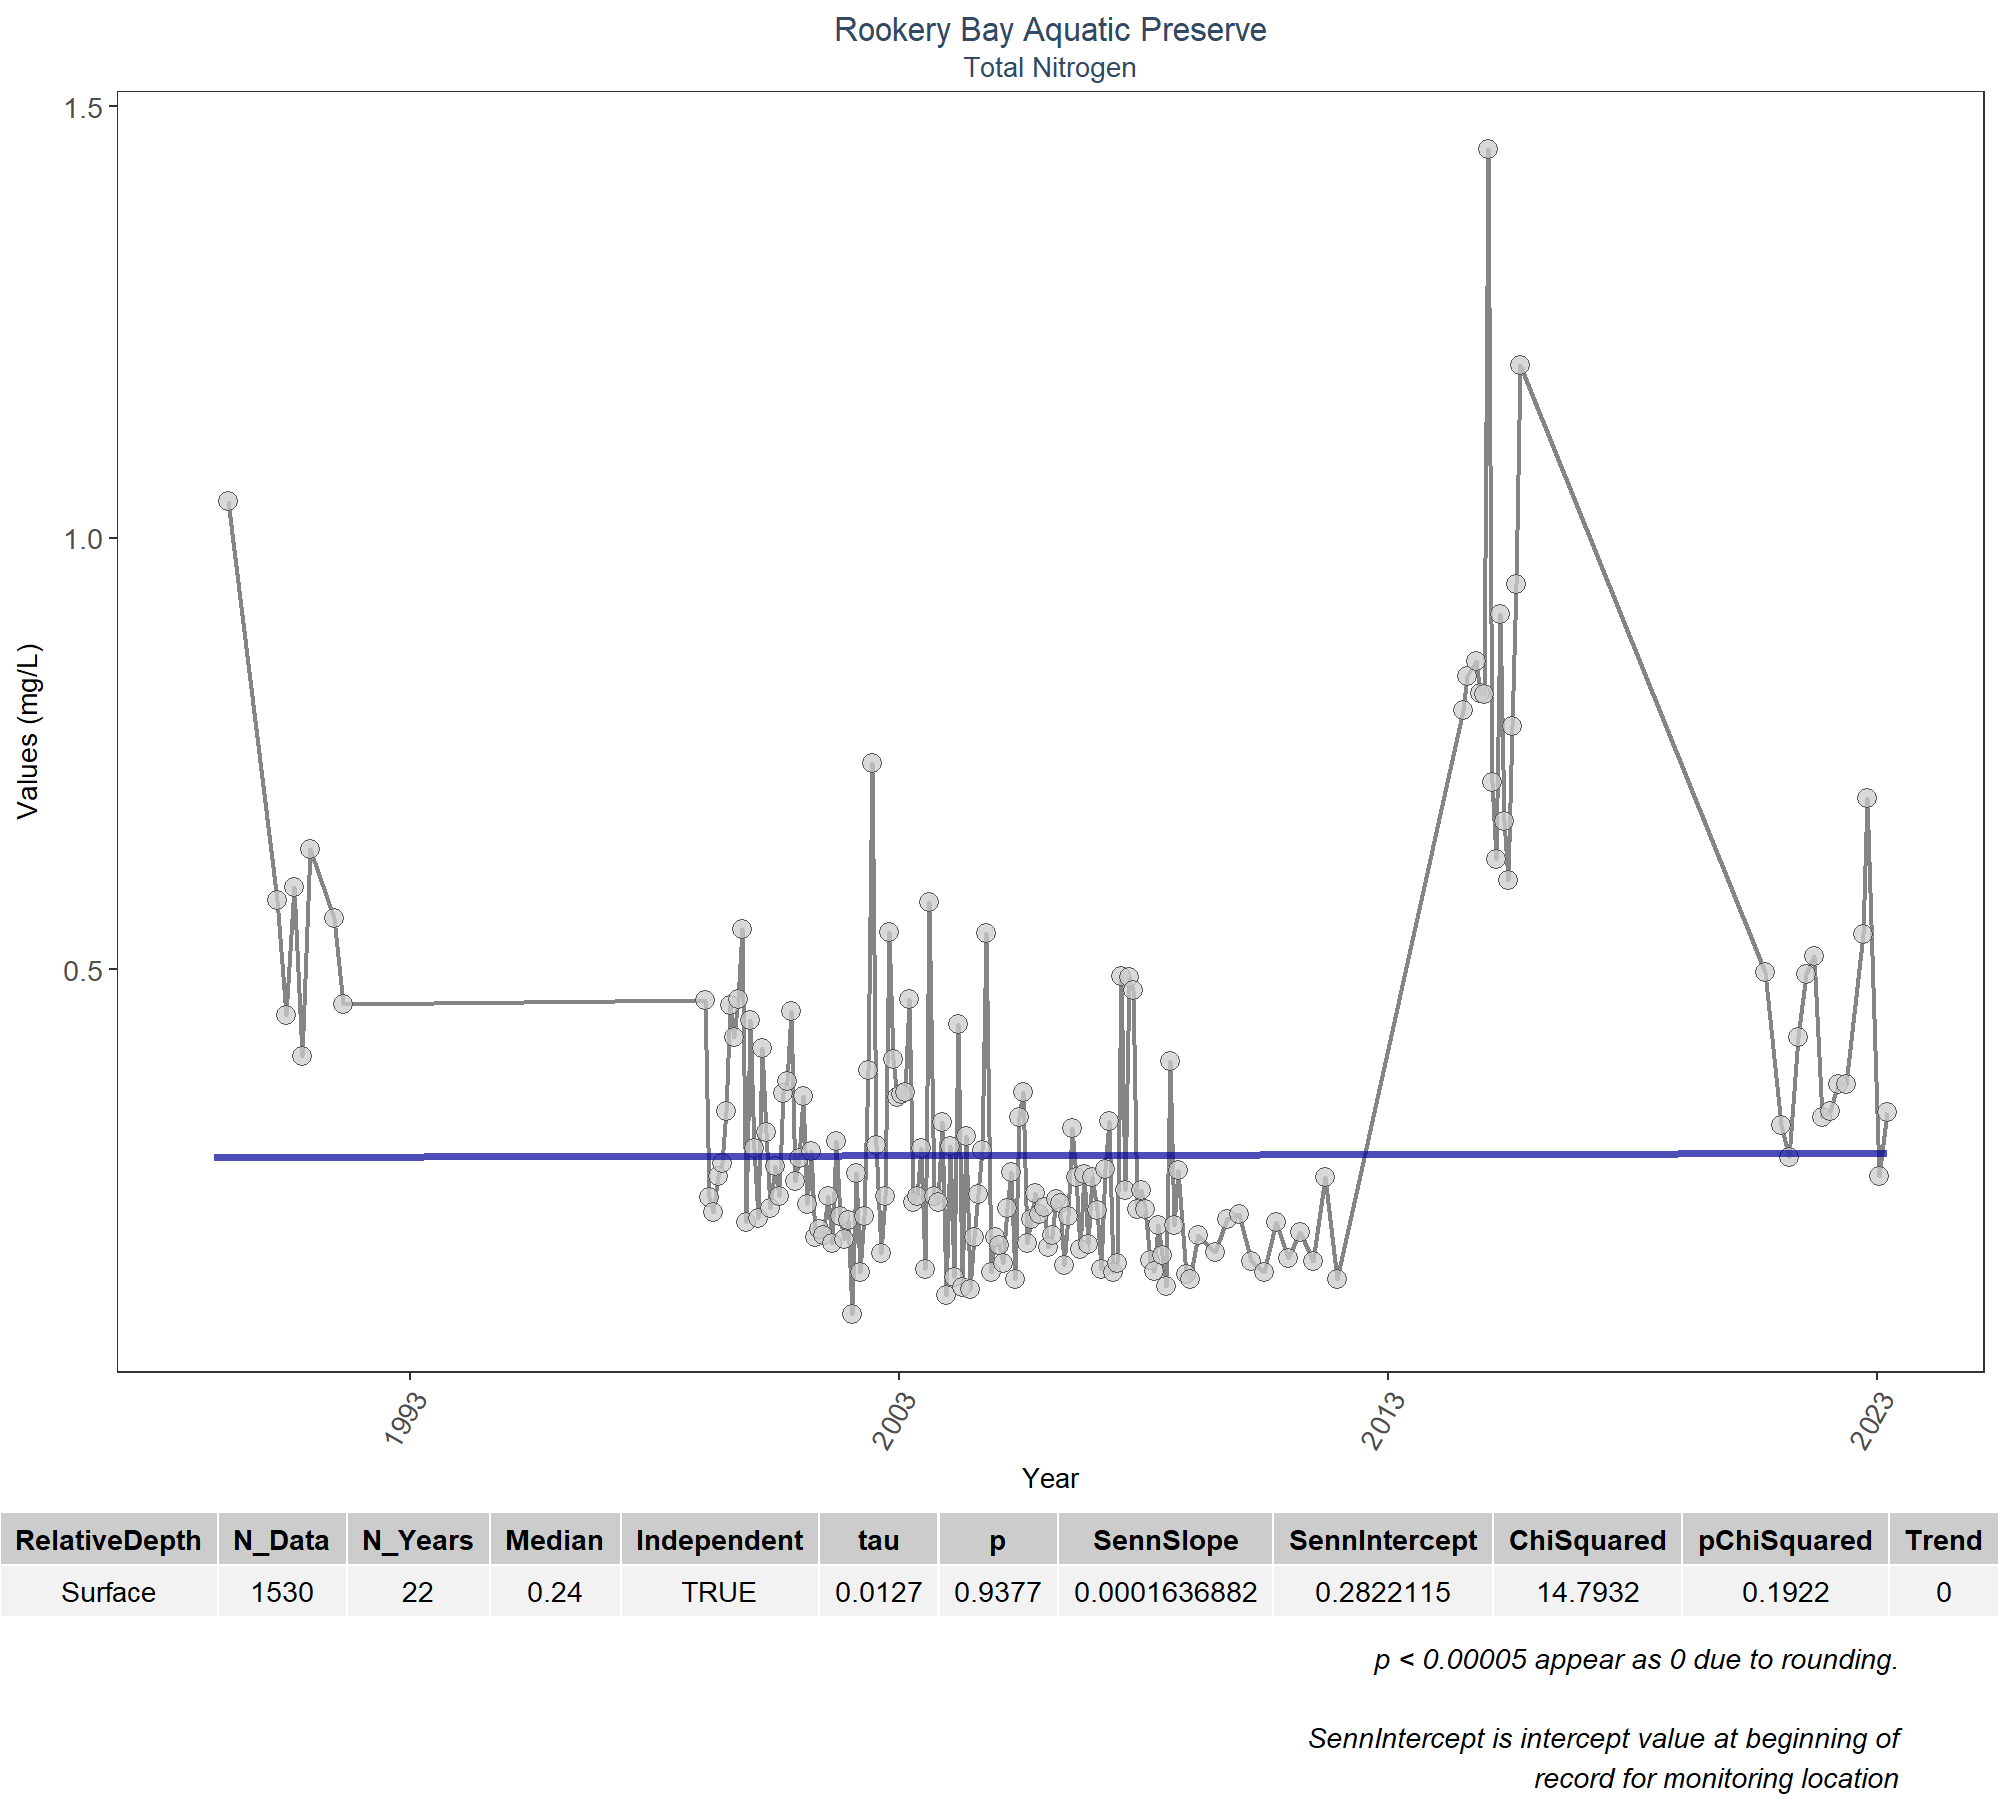 Rookery Bay Aquatic Preserve
Total Nitrogen
1.5
1.0
0.5
Values (mg/L)
1993
2003
2013
2023
Year
RelativeDepth N_Data N_Years Median Independent tau p SennSlope SennIntercept ChiSquared pChiSquared Trend
Surface 1530 22 0.24 TRUE 0.0127 0.9377 0.0001636882 0.2822115 14.7932 0.1922 0
p < 0.00005 appear as 0 due to rounding.
SennIntercept is intercept value at beginning of
record for monitoring location